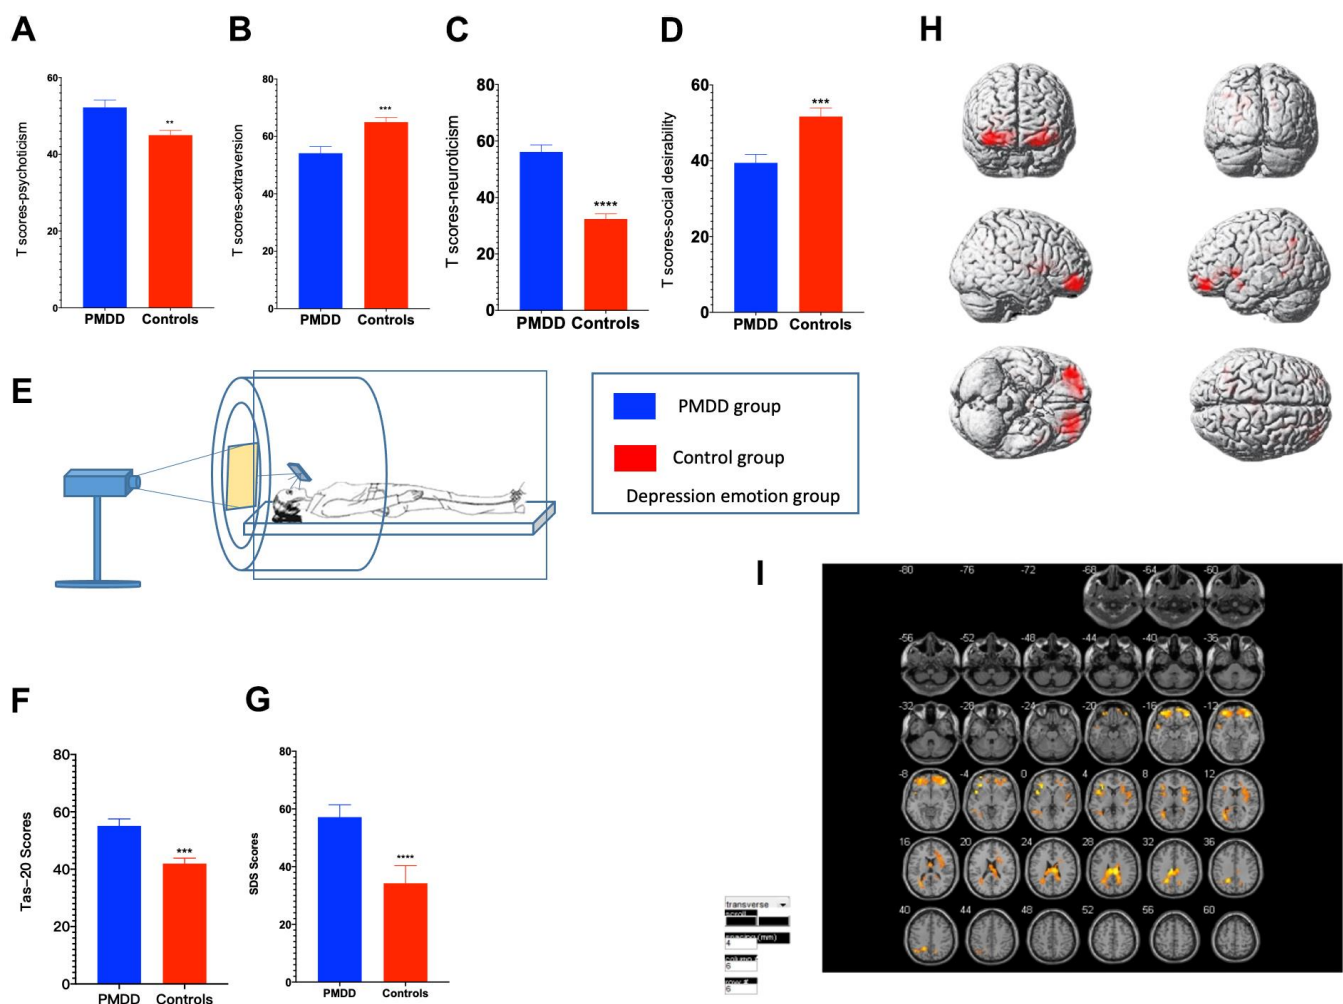 A
B
C
D
H
T scores-psychoticism
60
40
20
0
**
PMDD Controls
T scores-extraversion
80
60
40
20
0
***
PMDD Controls
T scores-neuroticism
80
60
40
20
0
****
PMDD Controls
T scores-social desirability
60
40
20
0
***
PMDD Controls
E
PMDD group
Control group
Depression emotion group
F
G
Tas-20 Scores
80
60
40
20
0
***
PMDD Controls
SDS Scores
80
60
40
20
0
****
PMDD Controls
I
-80 -76 -72 -68 -64 -60
-56 -52 -48 -44 -40 -36
-32 -28 -24 -20 -16 -12
-8 -4 0 4 8 12
16 20 24 28 32 36
40 44 48 52 56 60
transverse
scroll
spacing (mm)
4
6
6